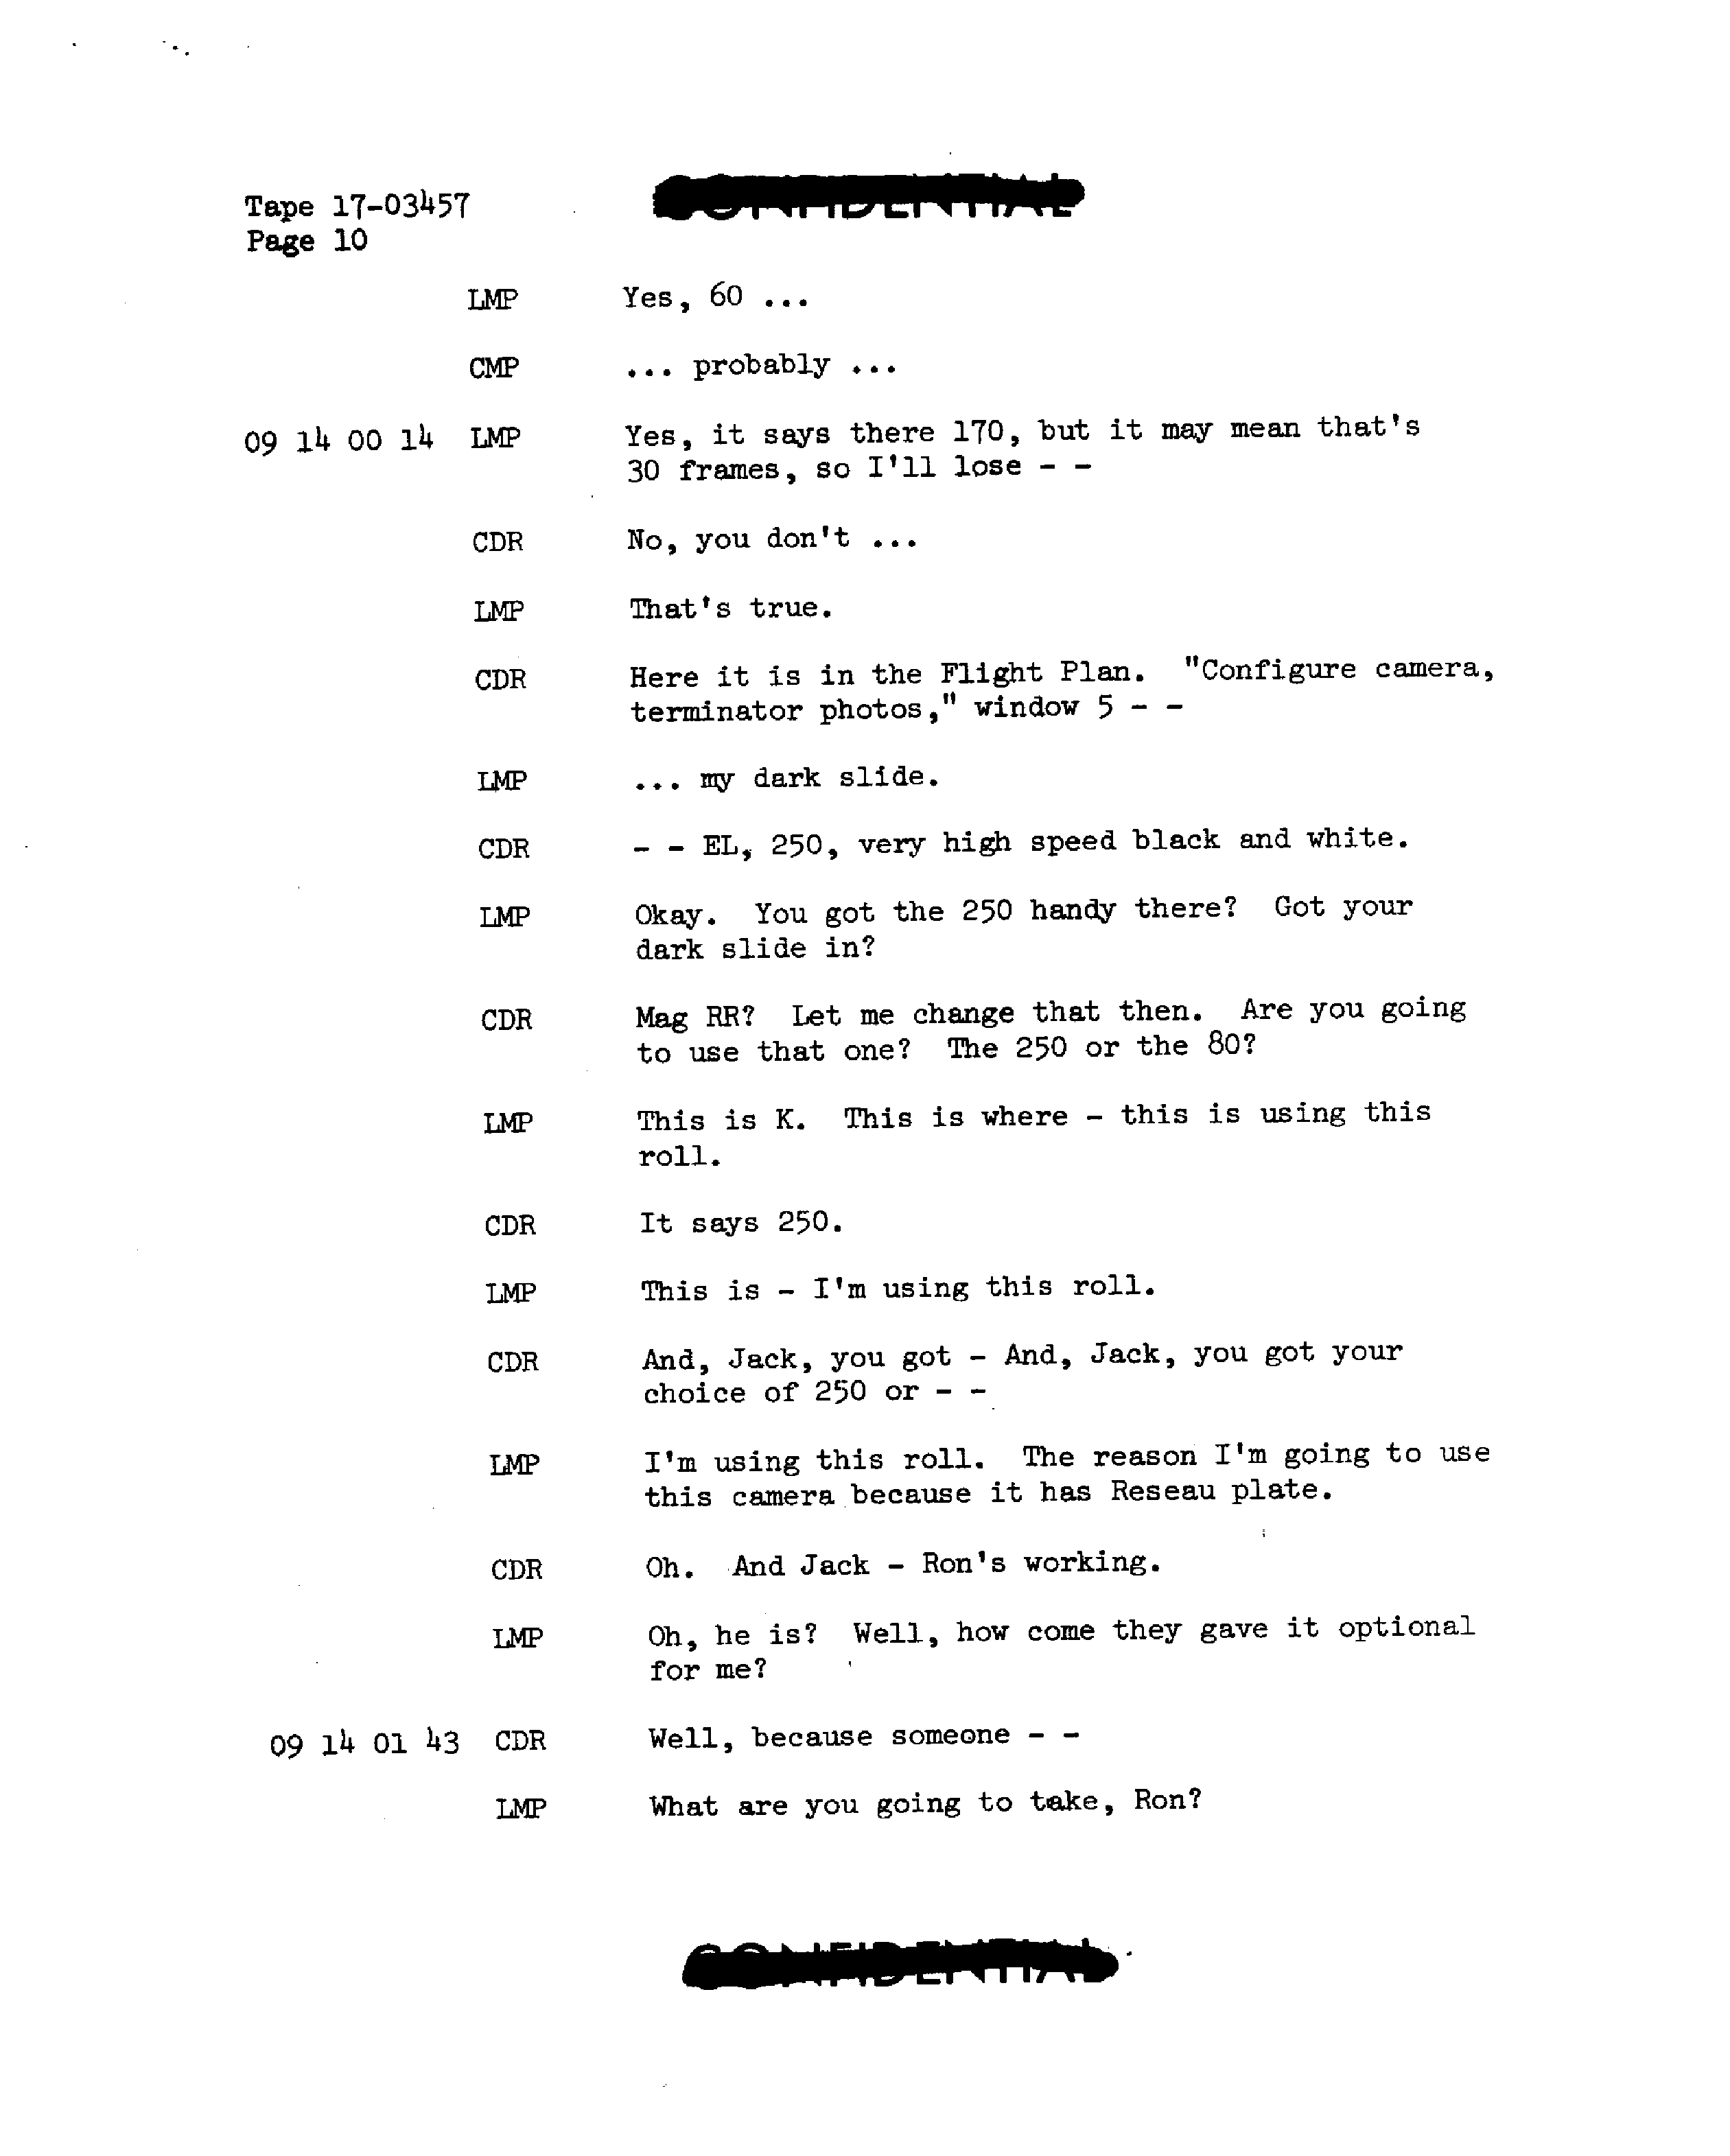 Tape 17-03457
CONFIDENTIAL
Page 10
LMP Yes, 60 ...
CMP ... probably ...
09 14 00 14 LMP Yes, it says there 170, but it may mean that's
30 frames, so I'll lose - -
CDR No, you don't ...
LMP That's true.
CDR Here it is in the Flight Plan. "Configure camera,
terminator photos," window 5 - -
LMP ... my dark slide.
CDR - - EL, 250, very high speed black and white.
LMP Okay. You got the 250 handy there? Got your
dark slide in?
CDR Mag RR? Let me change that then. Are you going
to use that one? The 250 or the 80?
LMP This is K. This is where - this is using this
roll.
CDR It says 250.
LMP This is - I'm using this roll.
CDR And, Jack, you got - And, Jack, you got your
choice of 250 or - -
LMP I'm using this roll. The reason I'm going to use
this camera because it has Reseau plate.
CDR Oh. And Jack - Ron's working.
LMP Oh, he is? Well, how come they gave it optional
for me?
09 14 01 43 CDR Well, because someone - -
LMP What are you going to take, Ron?
CONFIDENTIAL